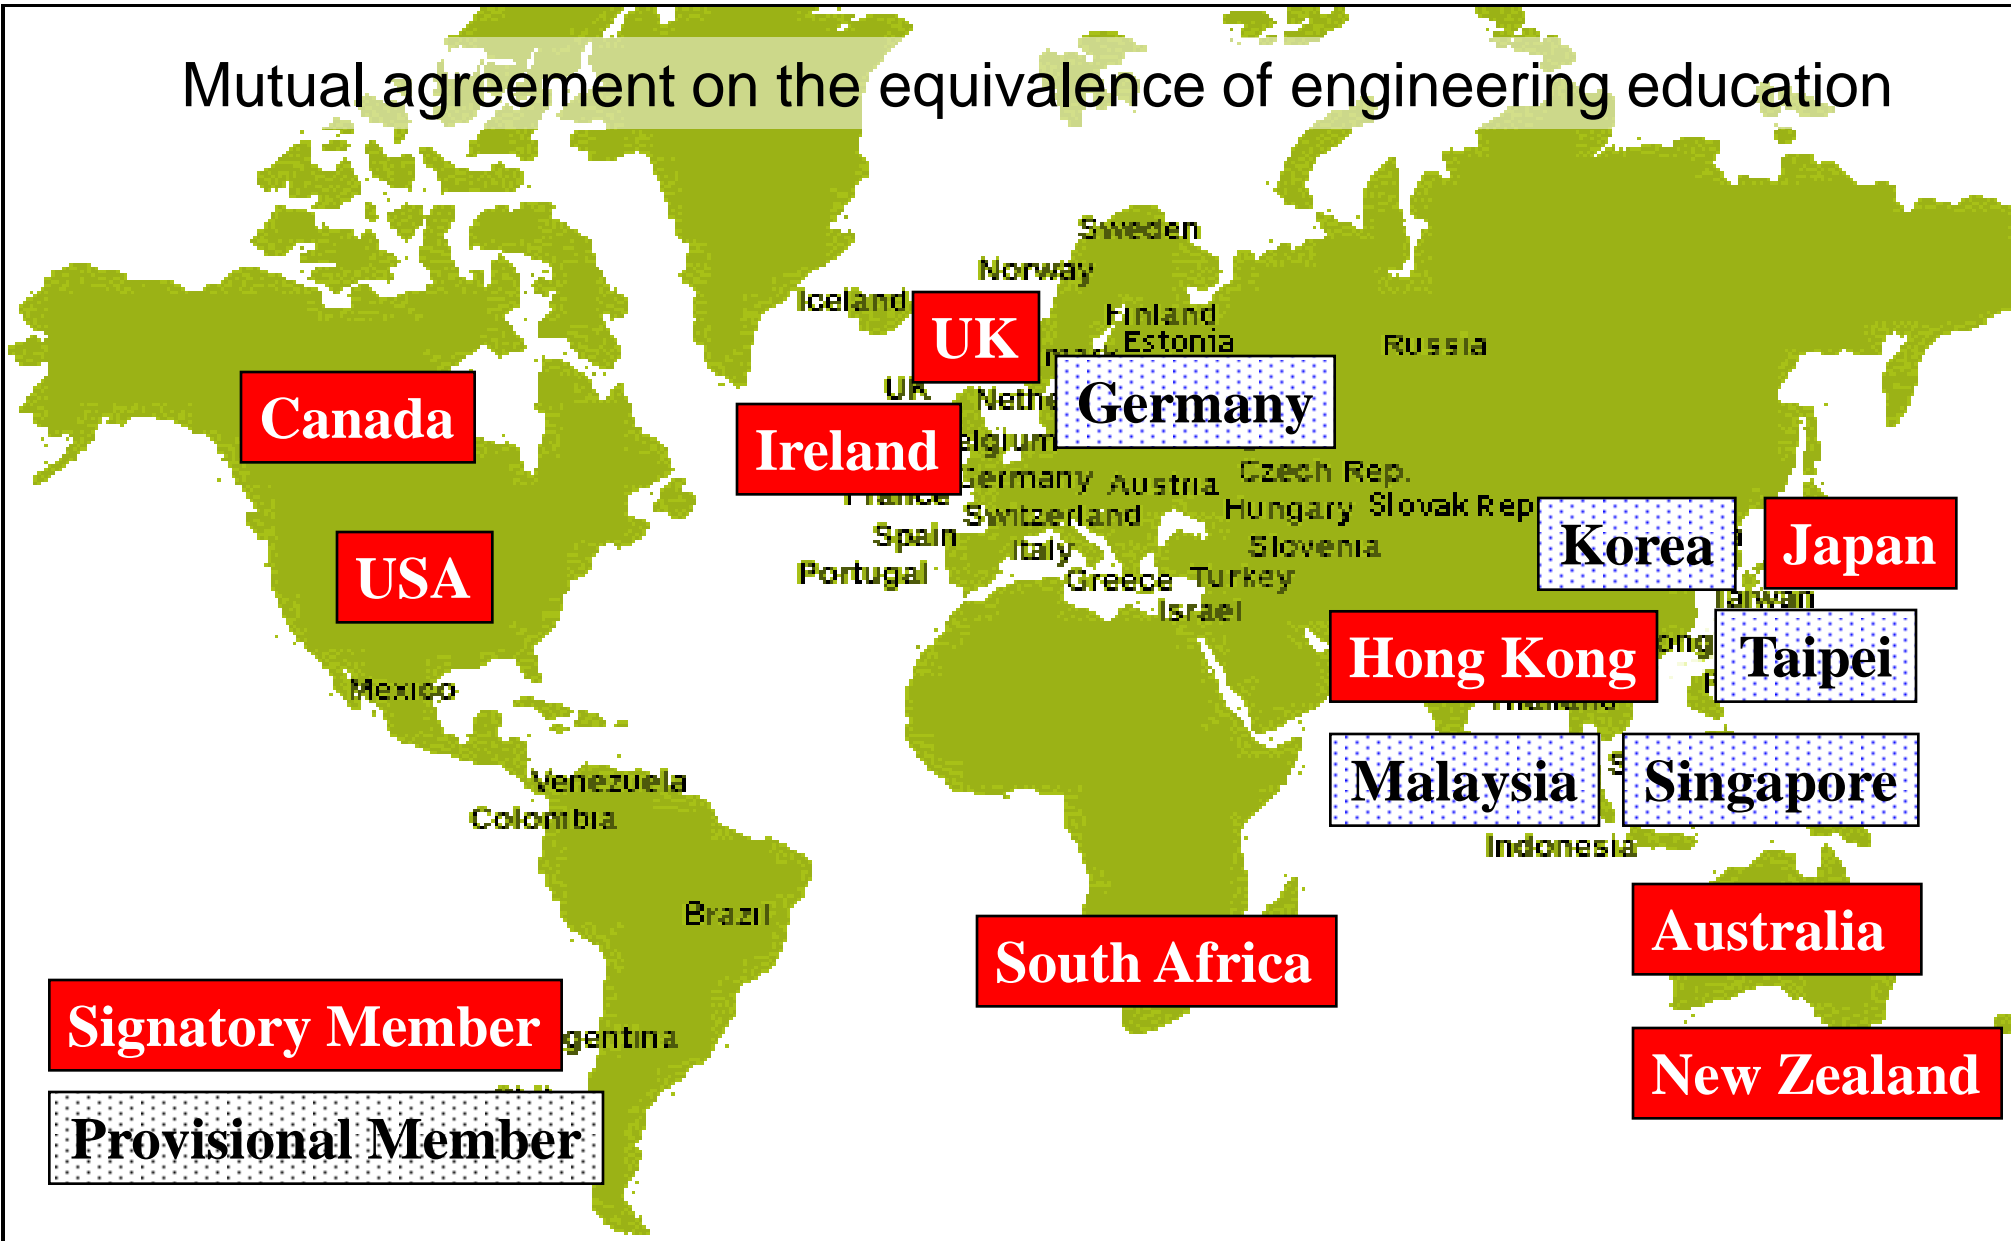 Mutual agreement on the equivalence of engineering education
Sweden
Norway
Iceland
Finland
UK
Estonia
Russia
Germany
Canada
UK
Ireland
Germany
Austria
Czech Rep.
Switzerland
Hungary
Slovak Rep
Spain
Italy
Slovenia
Korea
Japan
USA
Portugal
Greece
Turkey
Israel
Taiwan
Hong Kong
Taipei
Mexico
Venezuela
Malaysia
Singapore
Colombia
Indonesia
Brazil
Australia
South Africa
Signatory Member
New Zealand
Provisional Member